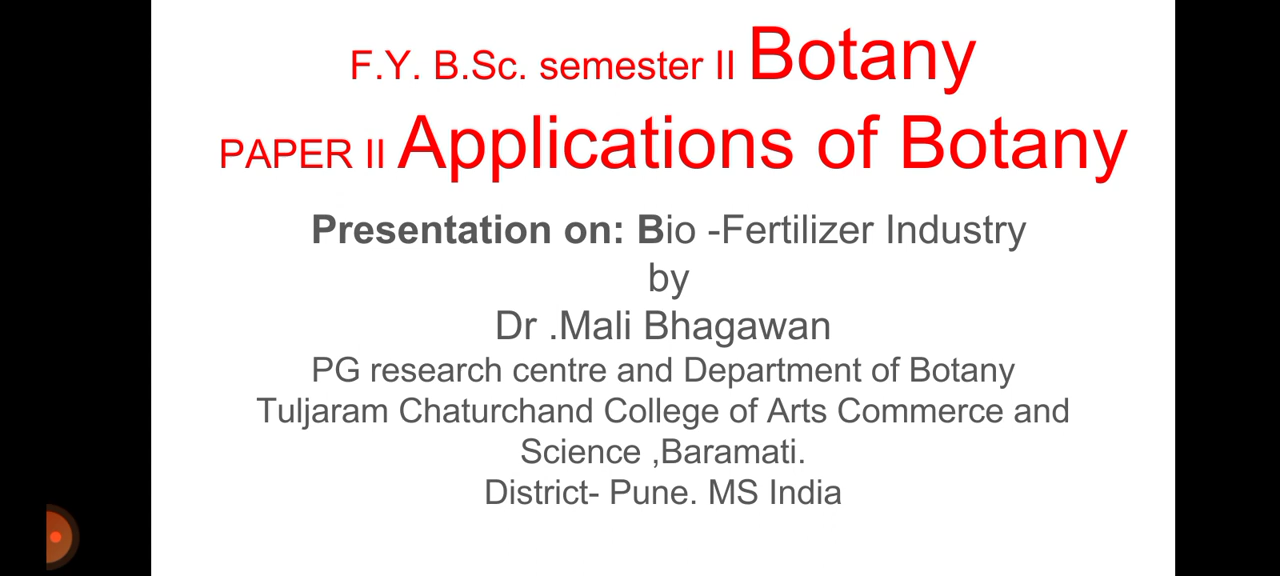 F.Y. B.Sc. semester II Botany
PAPER II Applications of Botany
Presentation on: Bio -Fertilizer Industry
by
Dr .Mali Bhagawan
PG research centre and Department of Botany
Tuljaram Chaturchand College of Arts Commerce and
Science ,Baramati.
District- Pune. MS India